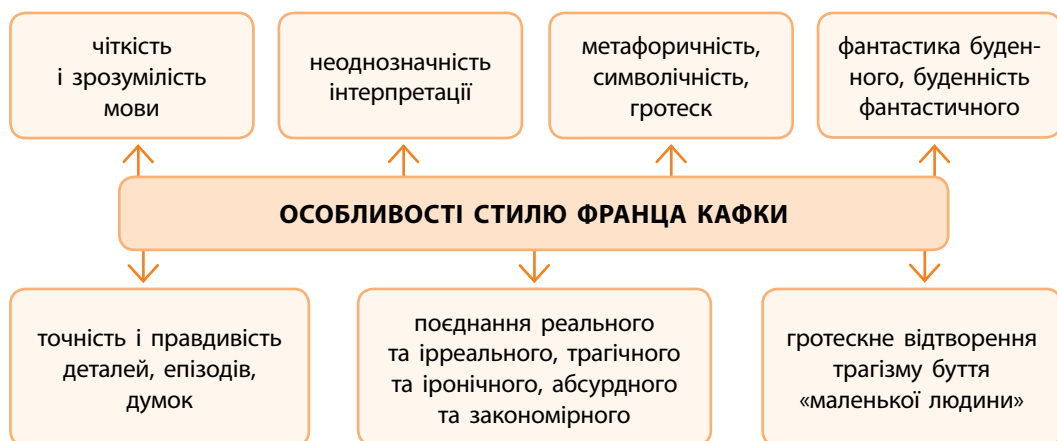 чіткість
і зрозумілість
мови
неоднозначність
інтерпретації
метафоричність,
символічність,
гротеск
фантастика буден-
ного, буденність
фантастичного
ОСОБЛИВОСТІ СТИЛЮ ФРАНЦА КАФКИ
точність і правдивість
деталей, епізодів,
думок
поєднання реального
та ірреального, трагічного
та іронічного, абсурдного
та закономірного
гротескне відтворення
трагізму буття
«маленької людини»